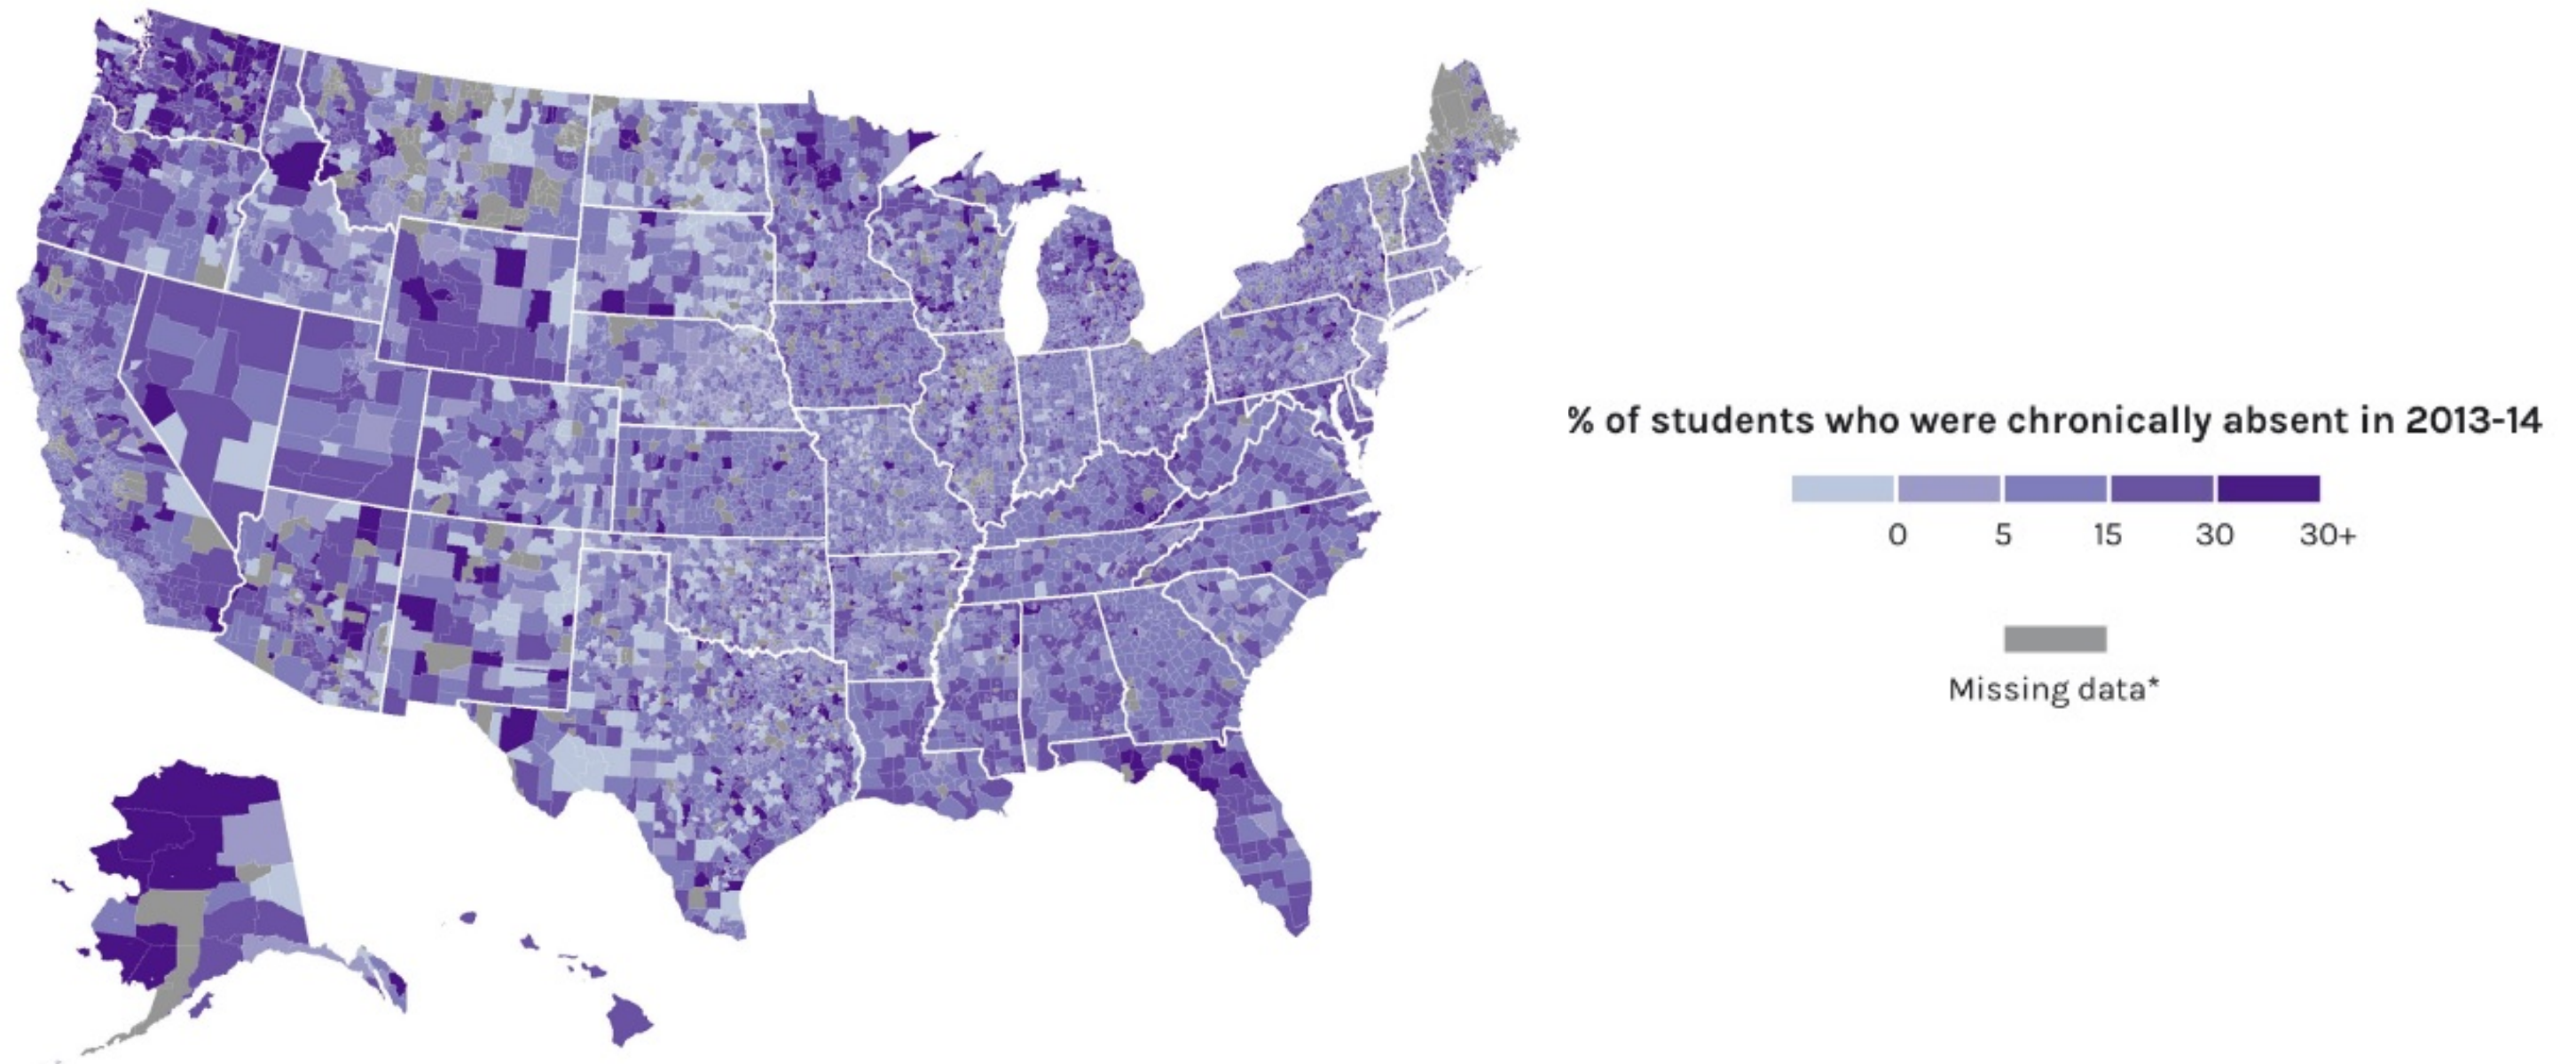 % of students who were chronically absent in 2013-14
0 5 15 30 30+
Missing data*